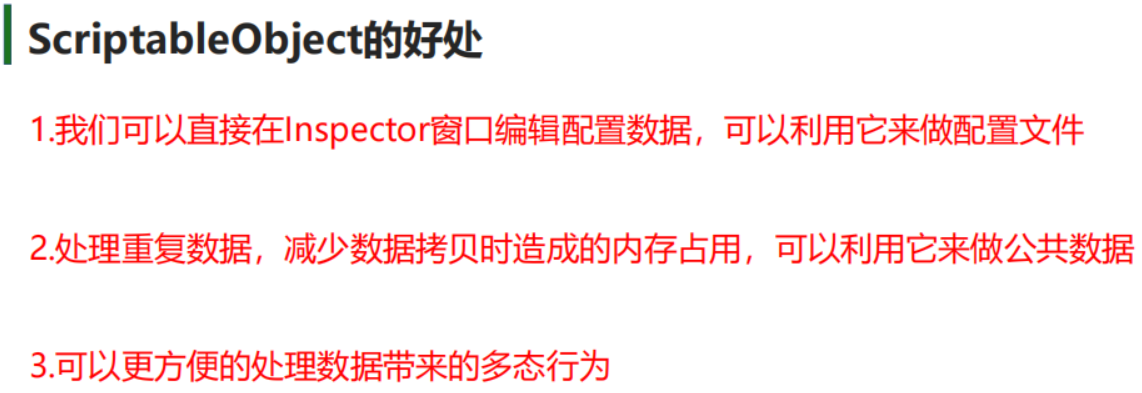 ScriptableObject的好处
1.我们可以直接在Inspector窗口编辑配置数据，可以利用它来做配置文件
2.处理重复数据，减少数据拷贝时造成的内存占用，可以利用它来做公共数据
3.可以更方便的处理数据带来的多态行为